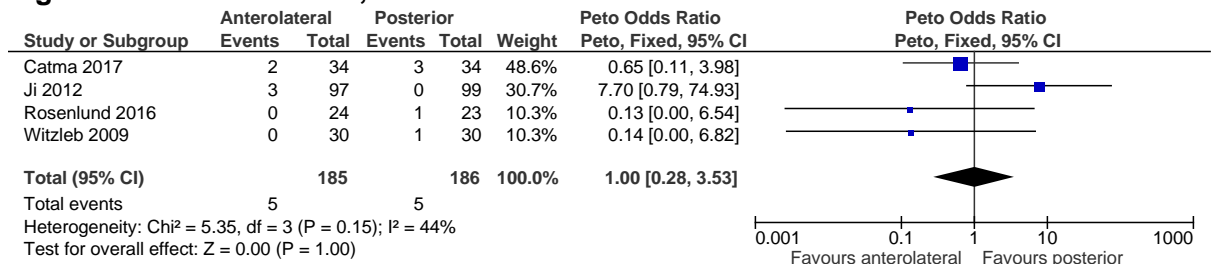 Anterolateral Posterior Peto Odds Ratio Peto Odds Ratio
Study or Subgroup Events Total Events Total Weight Peto, Fixed, 95% CI Peto, Fixed, 95% CI
Catma 2017 2 34 3 34 48.6% 0.65 [0.11, 3.98]
Ji 2012 3 97 0 99 30.7% 7.70 [0.79, 74.93]
Rosenlund 2016 0 24 1 23 10.3% 0.13 [0.00, 6.54]
Witzleb 2009 0 30 1 30 10.3% 0.14 [0.00, 6.82]
Total (95% CI) 185 186 100.0% 1.00 [0.28, 3.53]
Total events 5 5
Heterogeneity: Chi² = 5.35, df = 3 (P = 0.15); I² = 44%
Test for overall effect: Z = 0.00 (P = 1.00)
0.001 0.1 1 10 1000
Favours anterolateral Favours posterior